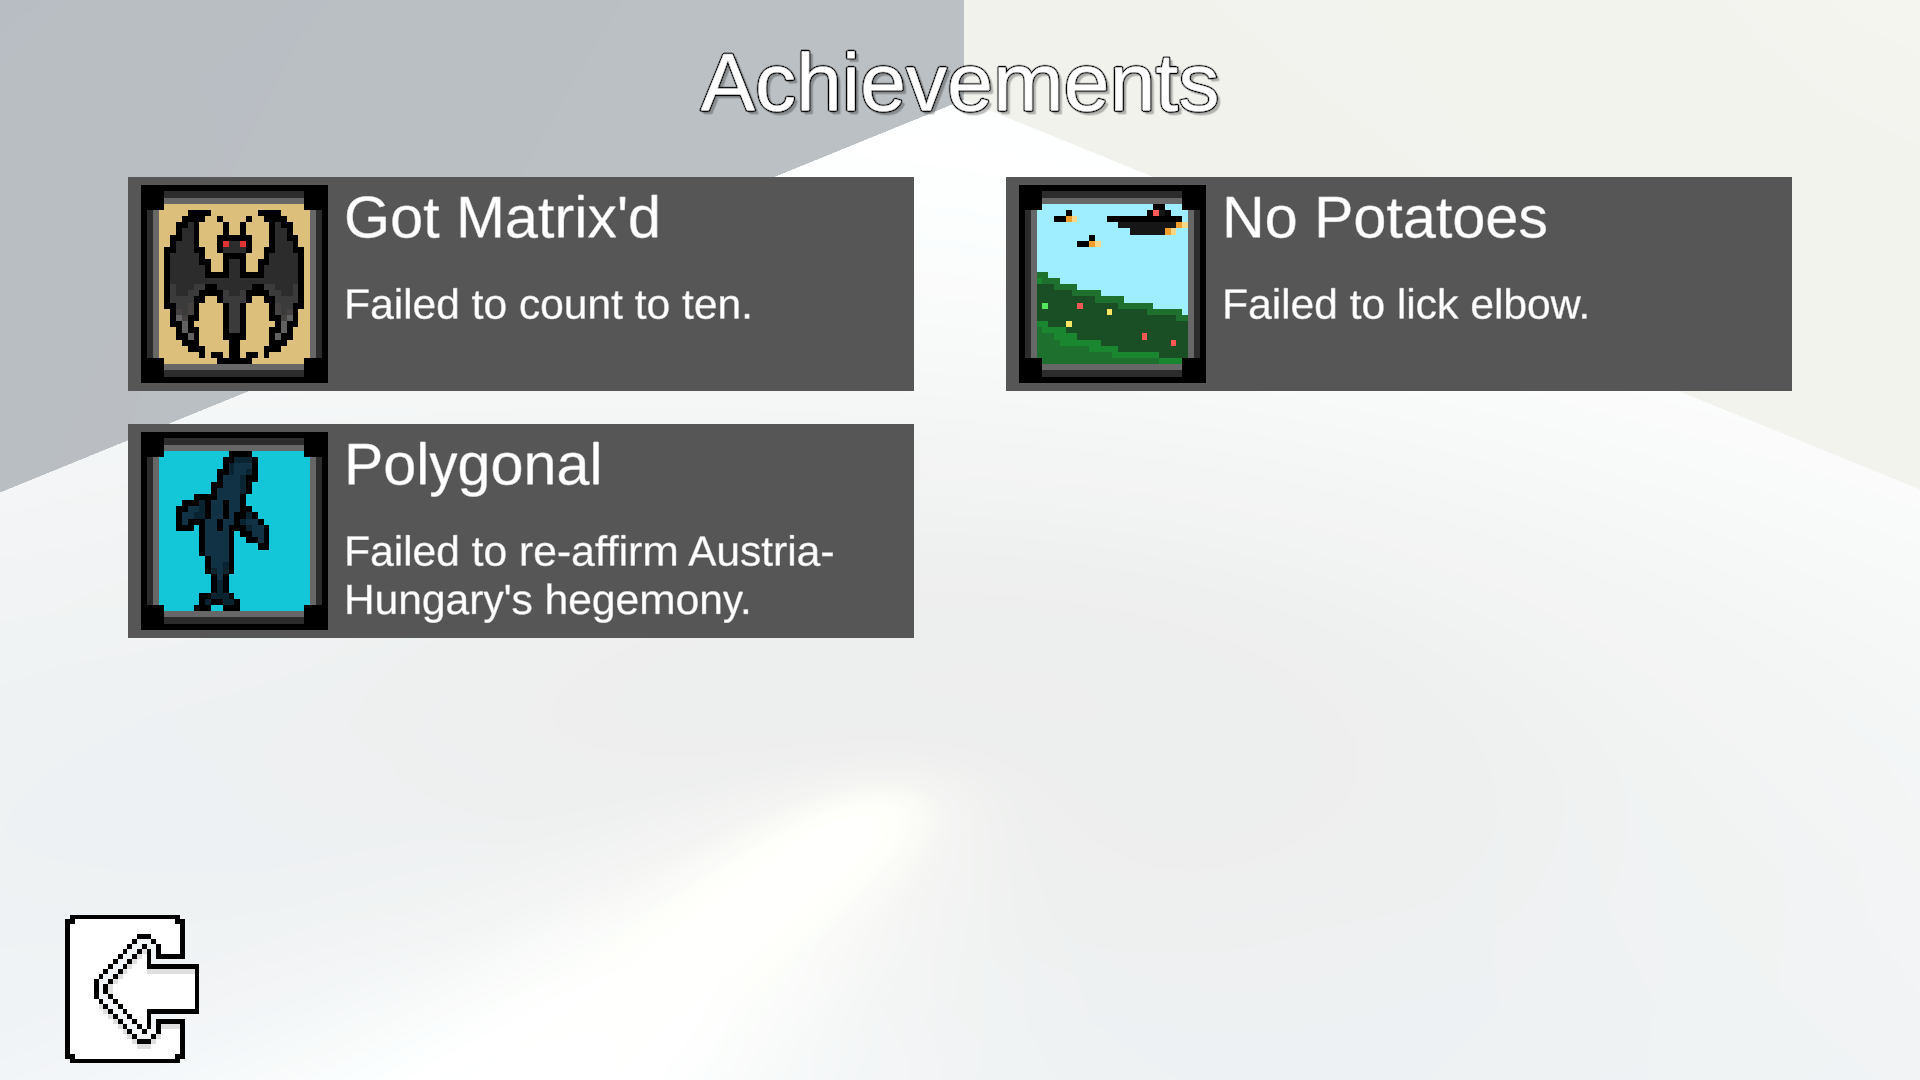 Achievements
Got Matrix'd
Failed to count to ten.
No Potatoes
Failed to lick elbow.
Polygonal
Failed to re-affirm Austria-
Hungary's hegemony.